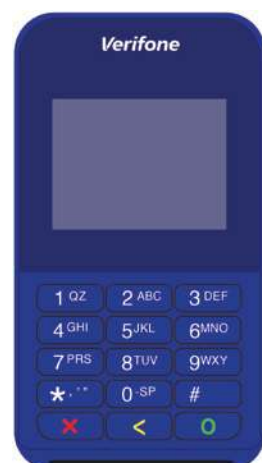 Verifone
1 QZ 2 ABC 3 DEF
4 GHI 5 JKL 6 MNO
7 PRS 8 TUV 9 WXY
* , ' " 0 -SP #
X < O